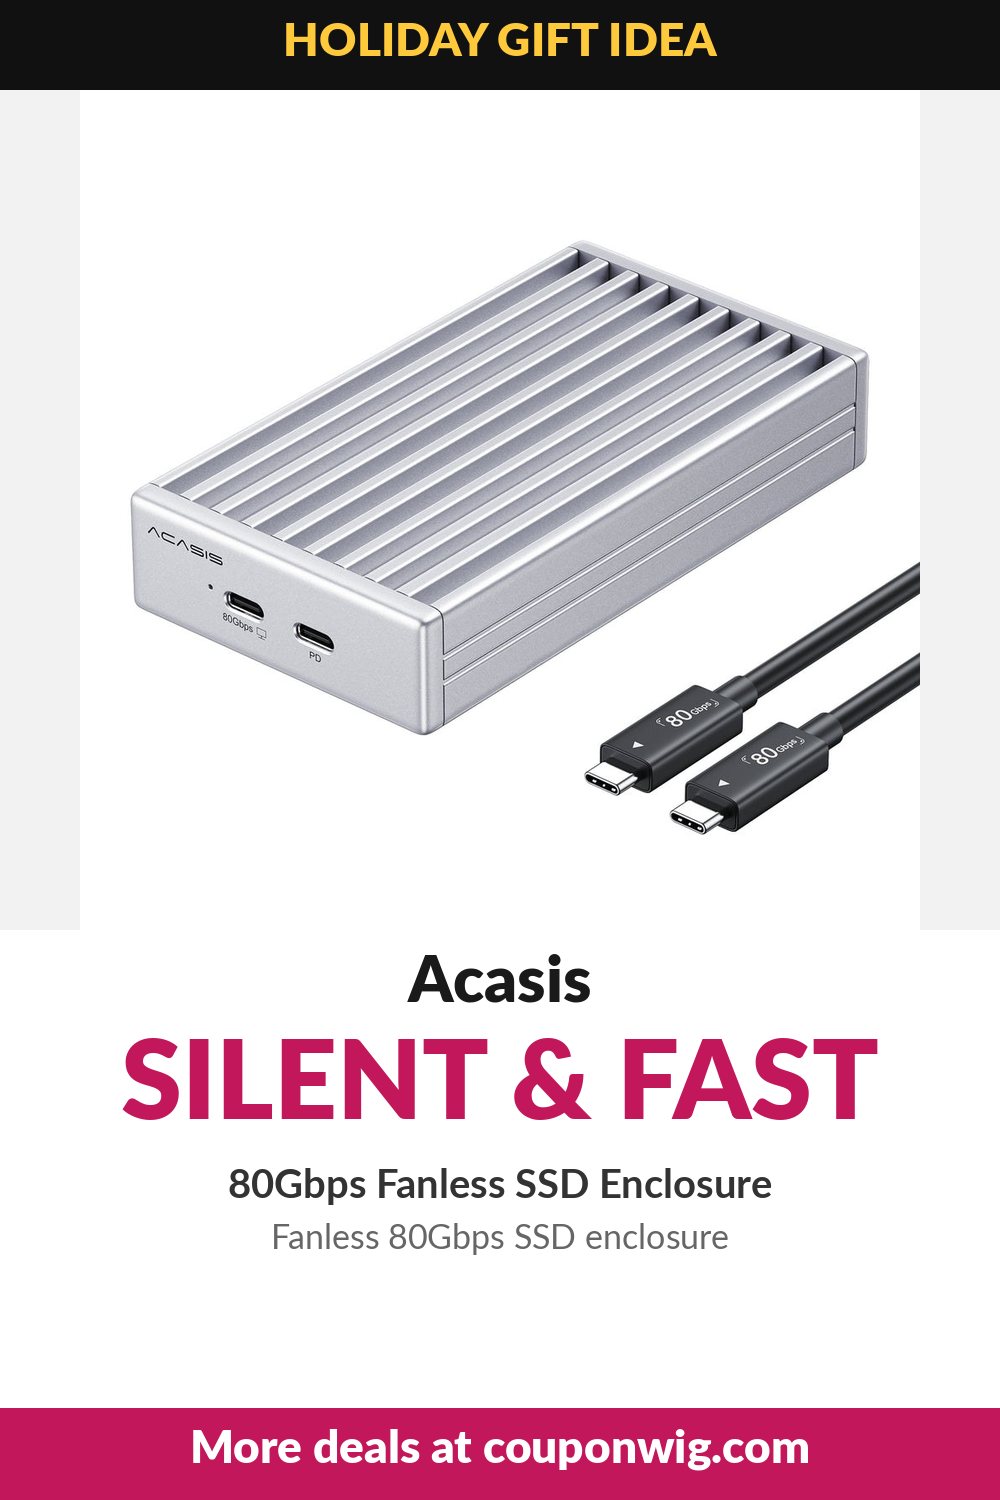 HOLIDAY GIFT IDEA
ACASIS
80Gbps
PD
80Gbps
80Gbps
Acasis
SILENT & FAST
80Gbps Fanless SSD Enclosure
Fanless 80Gbps SSD enclosure
More deals at couponwig.com